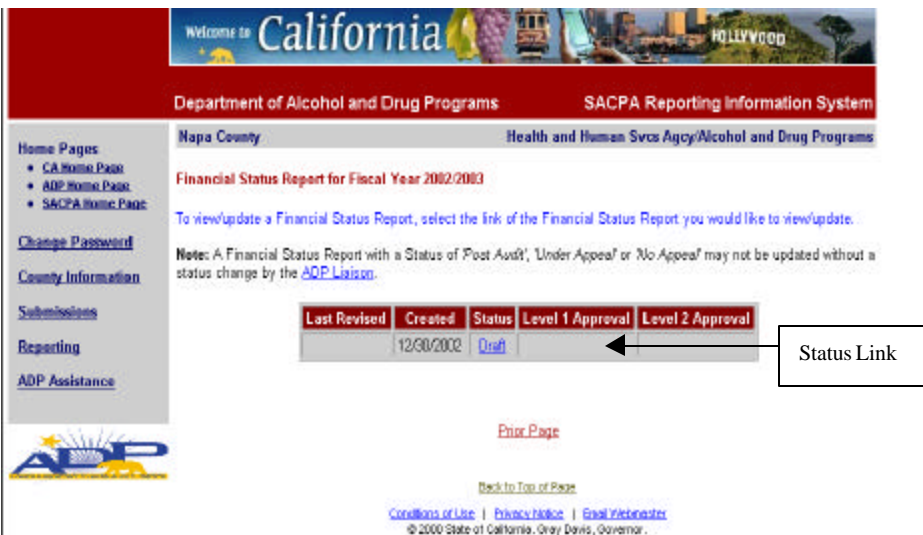 Welcome to California
HOLLYWOOD
Department of Alcohol and Drug Programs
SACPA Reporting Information System
Napa County
Health and Human Svcs Agcy/Alcohol and Drug Programs
Home Pages
CA Home Page
ADP Home Page
SACPA Home Page
Change Password
County Information
Submissions
Reporting
ADP Assistance
ADP
Financial Status Report for Fiscal Year 2002/2003
To view/update a Financial Status Report, select the link of the Financial Status Report you would like to view/update.
Note: A Financial Status Report with a Status of 'Post Audit', 'Under Appeal' or 'No Appeal' may not be updated without a
status change by the ADP Liaison.
Last Revised Created Status Level 1 Approval Level 2 Approval
12/30/2002 Draft
Status Link
Prior Page
Back to Top of Page
Conditions of Use | Privacy Notice | Email Webmaster
© 2000 State of California. Gray Davis, Governor.